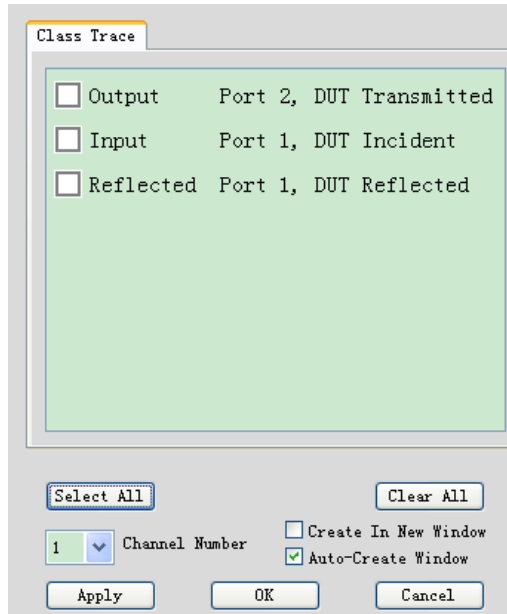 Class Trace
Output Port 2, DUT Transmitted
Input Port 1, DUT Incident
Reflected Port 1, DUT Reflected
Select All Clear All
1 Channel Number
Create In New Window
Auto-Create Window
Apply OK Cancel